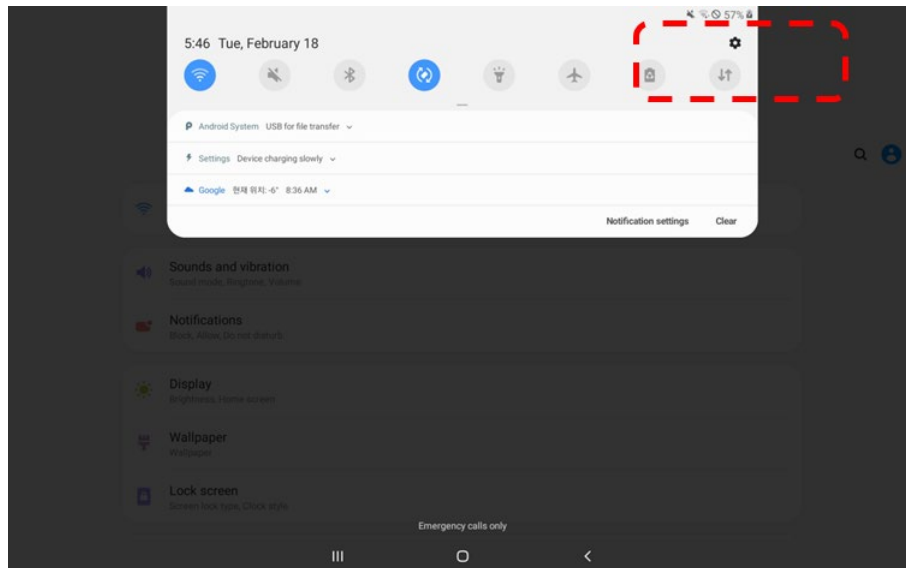 57%
5:46 Tue, February 18
Android System USB for file transfer
Settings Device charging slowly
Google 현재 위치: -6° 8:36 AM
Notification settings Clear
Sounds and vibration
Sound mode, Ringtone, Volume
Notifications
Block, Allow, Do not disturb
Display
Brightness, Home screen
Wallpaper
Wallpaper
Lock screen
Screen lock type, Clock style
Emergency calls only